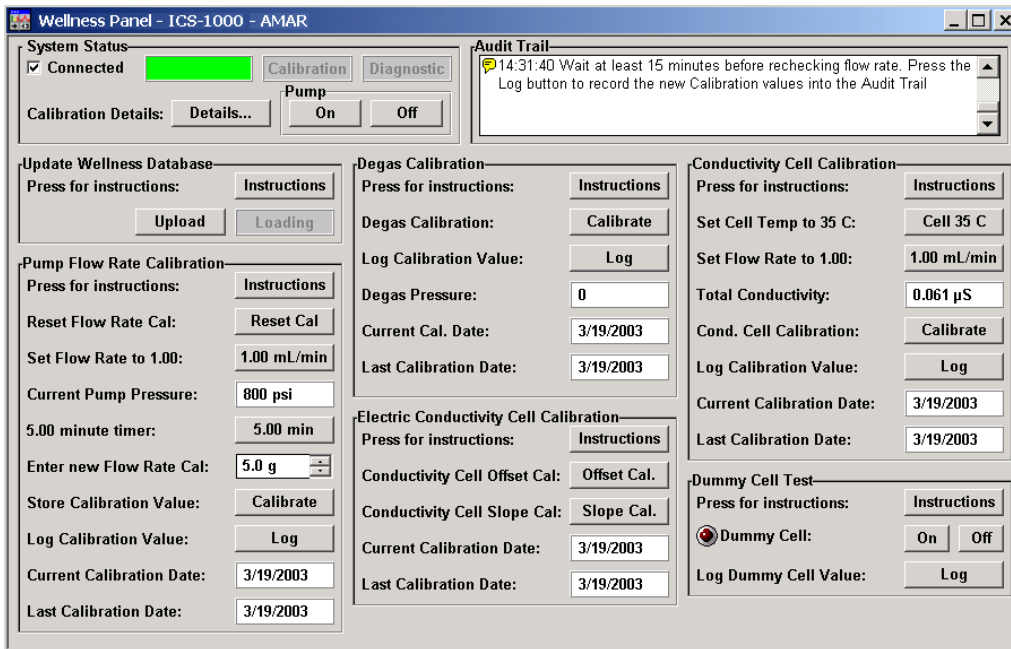 Wellness Panel - ICS-1000 - AMAR
System Status
Connected
Calibration
Diagnostic
Calibration Details:
Details...
Pump
On
Off
Audit Trail
14:31:40 Wait at least 15 minutes before rechecking flow rate. Press the
Log button to record the new Calibration values into the Audit Trail
Update Wellness Database
Press for instructions:
Instructions
Upload
Loading
Pump Flow Rate Calibration
Press for instructions:
Instructions
Reset Flow Rate Cal:
Reset Cal
Set Flow Rate to 1.00:
1.00 mL/min
Current Pump Pressure:
800 psi
5.00 minute timer:
5.00 min
Enter new Flow Rate Cal:
5.0 g
Store Calibration Value:
Calibrate
Log Calibration Value:
Log
Current Calibration Date:
3/19/2003
Last Calibration Date:
3/19/2003
Degas Calibration
Press for instructions:
Instructions
Degas Calibration:
Calibrate
Log Calibration Value:
Log
Degas Pressure:
0
Current Cal. Date:
3/19/2003
Last Calibration Date:
3/19/2003
Electric Conductivity Cell Calibration
Press for instructions:
Instructions
Conductivity Cell Offset Cal:
Offset Cal.
Conductivity Cell Slope Cal:
Slope Cal.
Current Calibration Date:
3/19/2003
Last Calibration Date:
3/19/2003
Conductivity Cell Calibration
Press for instructions:
Instructions
Set Cell Temp to 35 C:
Cell 35 C
Set Flow Rate to 1.00:
1.00 mL/min
Total Conductivity:
0.061 µS
Cond. Cell Calibration:
Calibrate
Log Calibration Value:
Log
Current Calibration Date:
3/19/2003
Last Calibration Date:
3/19/2003
Dummy Cell Test
Press for instructions:
Instructions
Dummy Cell:
On
Off
Log Dummy Cell Value:
Log